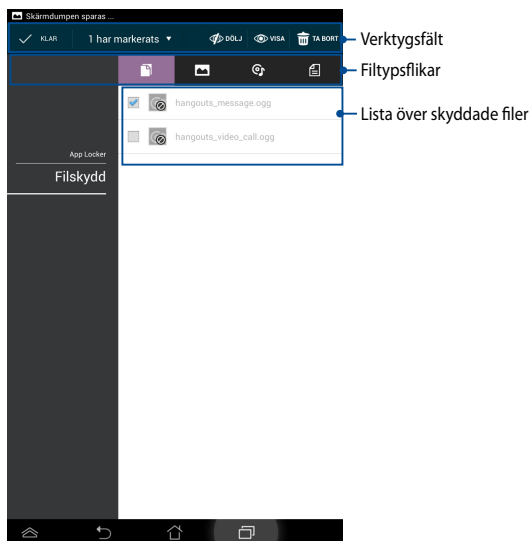 Skärmdumpen sparas ...
KLAR 1 har markerats DÖLJ VISA TA BORT
Verktygsfält
Filtypsflikar
hangouts_message.ogg
Lista över skyddade filer
hangouts_video_call.ogg
App Locker
Filskydd